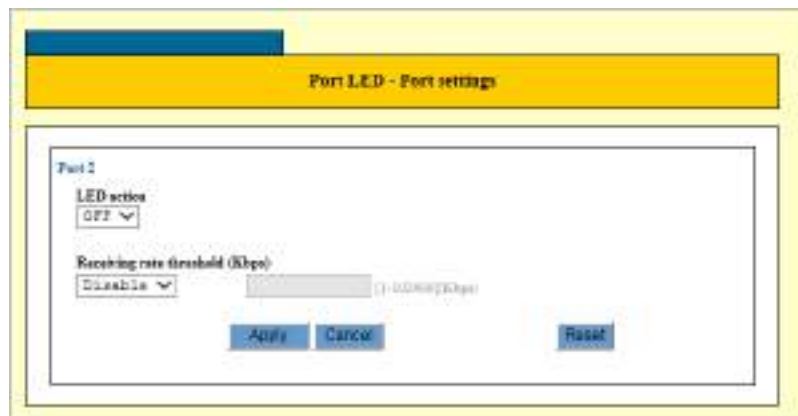 Port LED - Port settings
Port 2
LED action
OFF
Receiving rate threshold (Kbps)
Disable
Apply Cancel Reset